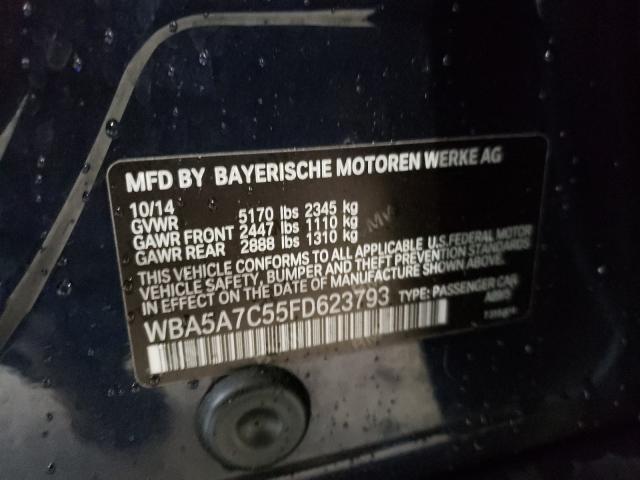 MFD BY BAYERISCHE MOTOREN WERKE AG
10/14
GVWR 5170 lbs 2345 kg
GAWR FRONT 2447 lbs 1110 kg
GAWR REAR 2888 lbs 1310 kg
THIS VEHICLE CONFORMS TO ALL APPLICABLE U.S. FEDERAL MOTOR
VEHICLE SAFETY, BUMPER AND THEFT PREVENTION STANDARDS
IN EFFECT ON THE DATE OF MANUFACTURE SHOWN ABOVE.
WBA5A7C55FD623793 TYPE: PASSENGER CAR